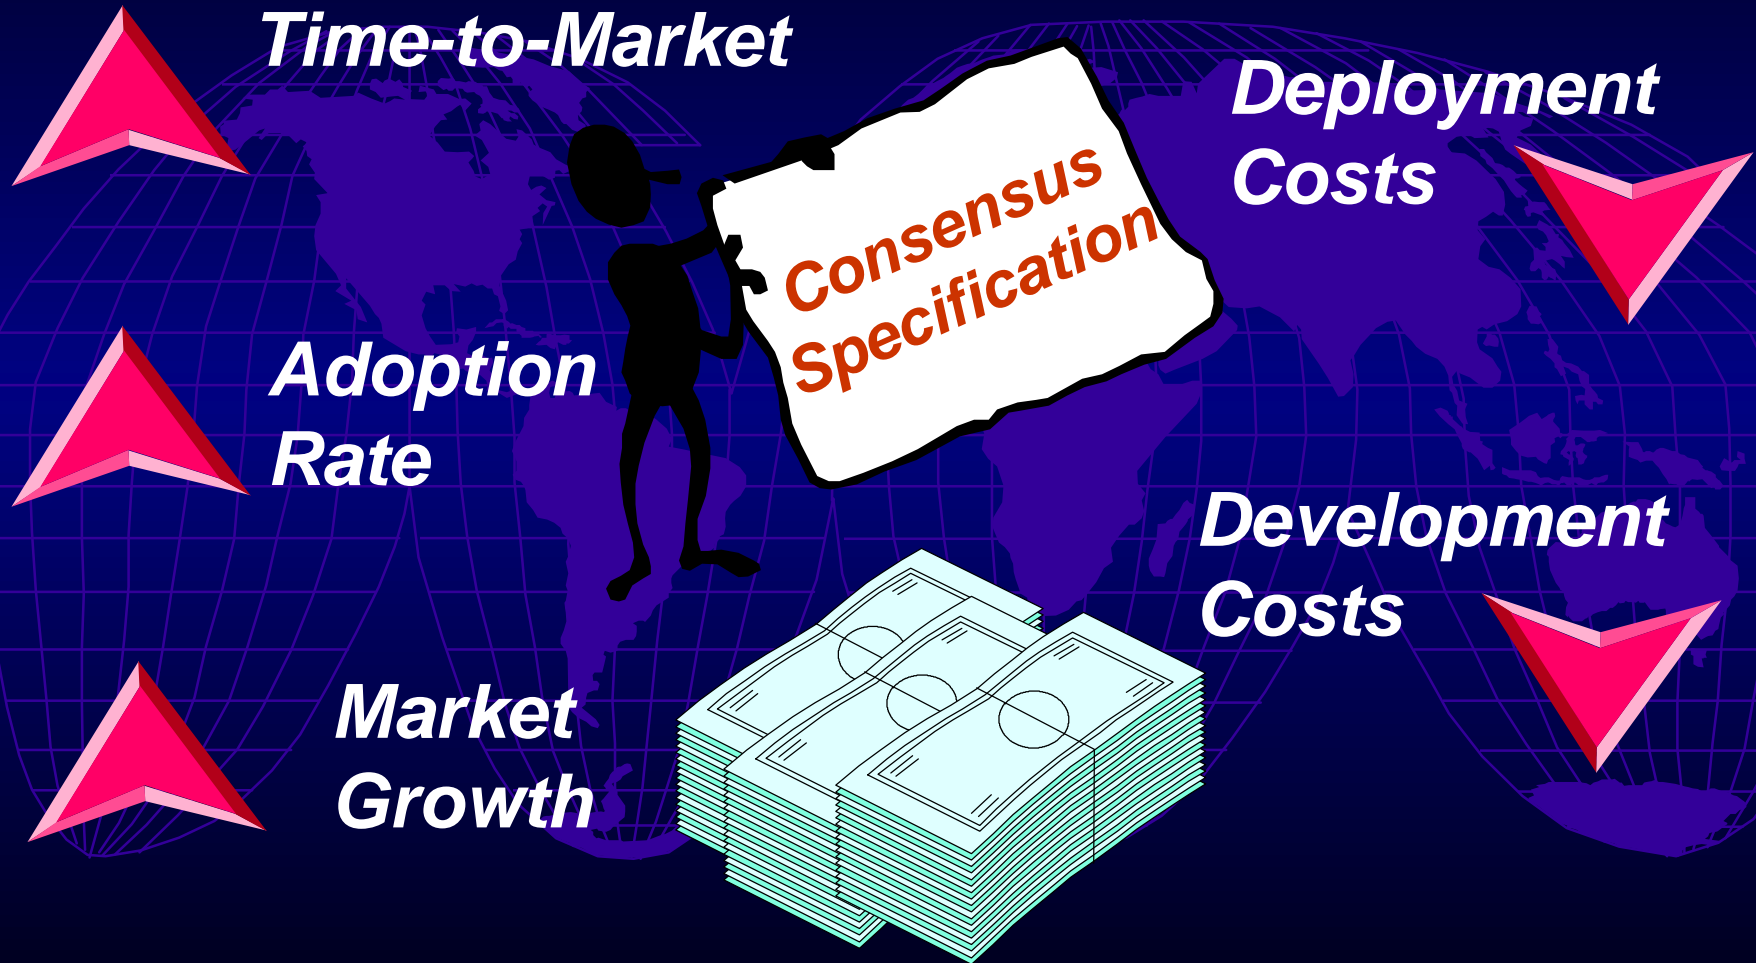 Time-to-Market
Deployment
Costs
Consensus
Specification
Adoption
Rate
Development
Costs
Market
Growth